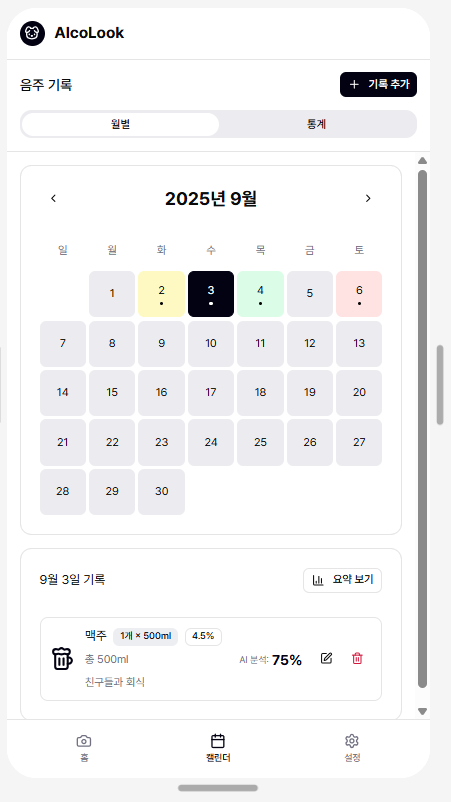 AlcoLook
음주 기록
+ 기록 추가
월별 통계
2025년 9월
일 월 화 수 목 금 토
1 2 3 4 5 6
7 8 9 10 11 12 13
14 15 16 17 18 19 20
21 22 23 24 25 26 27
28 29 30
9월 3일 기록 요약 보기
맥주 1개 × 500ml 4.5%
총 500ml AI 분석: 75%
친구들과 회식
홈 캘린더 설정